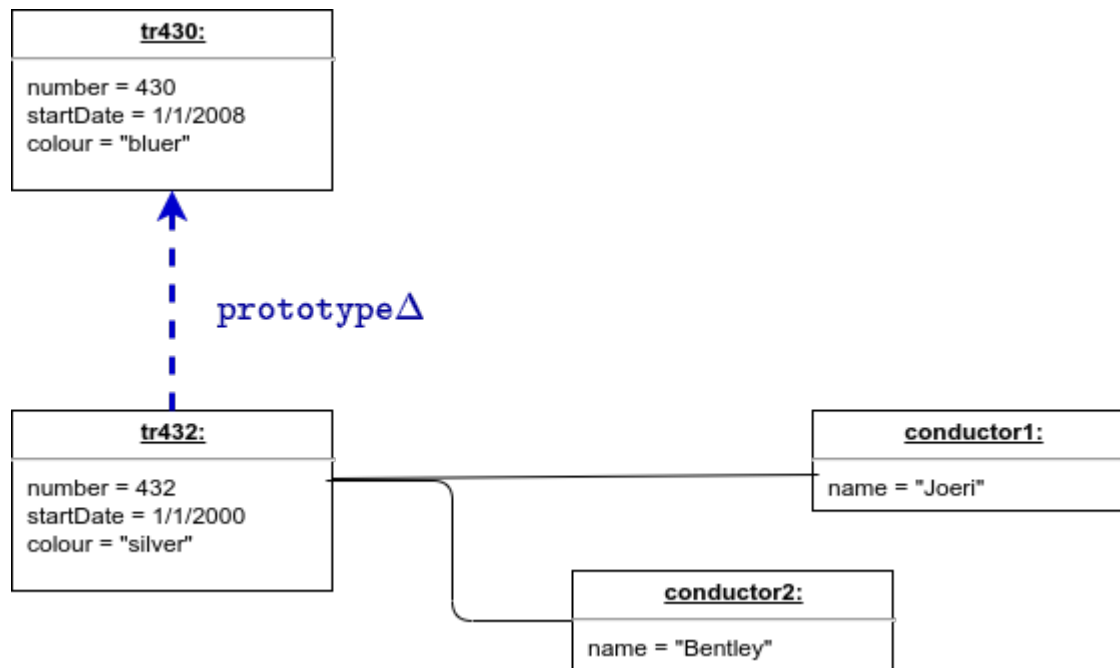 tr430:
number = 430
startDate = 1/1/2008
colour = "bluer"
prototypeΔ
tr432:
number = 432
startDate = 1/1/2000
colour = "silver"
conductor1:
name = "Joeri"
conductor2:
name = "Bentley"